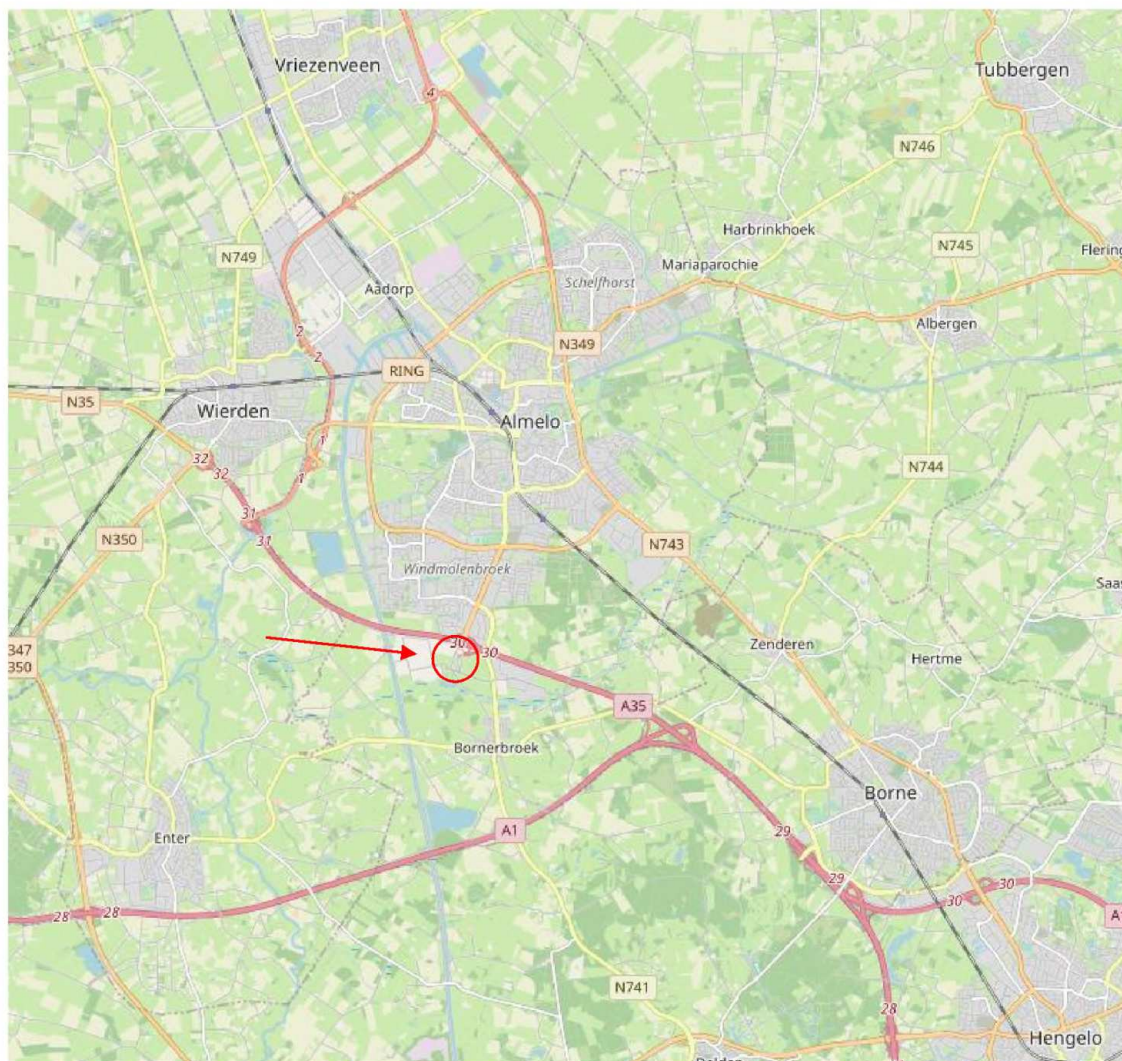 Vriezenveen
Tubbergen
4
N746
Harbrinkhoek
N745
N749
Flering
Mariaparochie
Schelfhorst
Aadorp
Albergen
2
2
N349
RING
N35
Wierden
Almelo
1
32
32
1
N744
31
31
N350
N743
Windmolenbroek
Saas
30
30
Zenderen
347
350
Hertme
A35
Bornerbroek
Borne
A1
29
Enter
29
30
30
28
28
N741
28
Hengelo